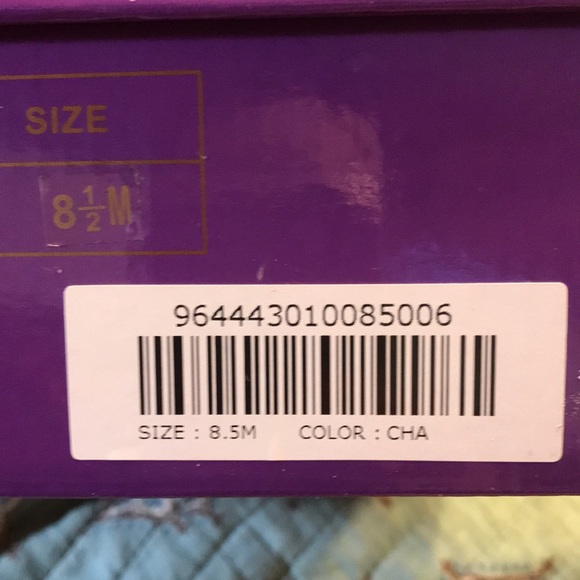 SIZE
8½M
964443010085006
SIZE : 8.5M COLOR : CHA